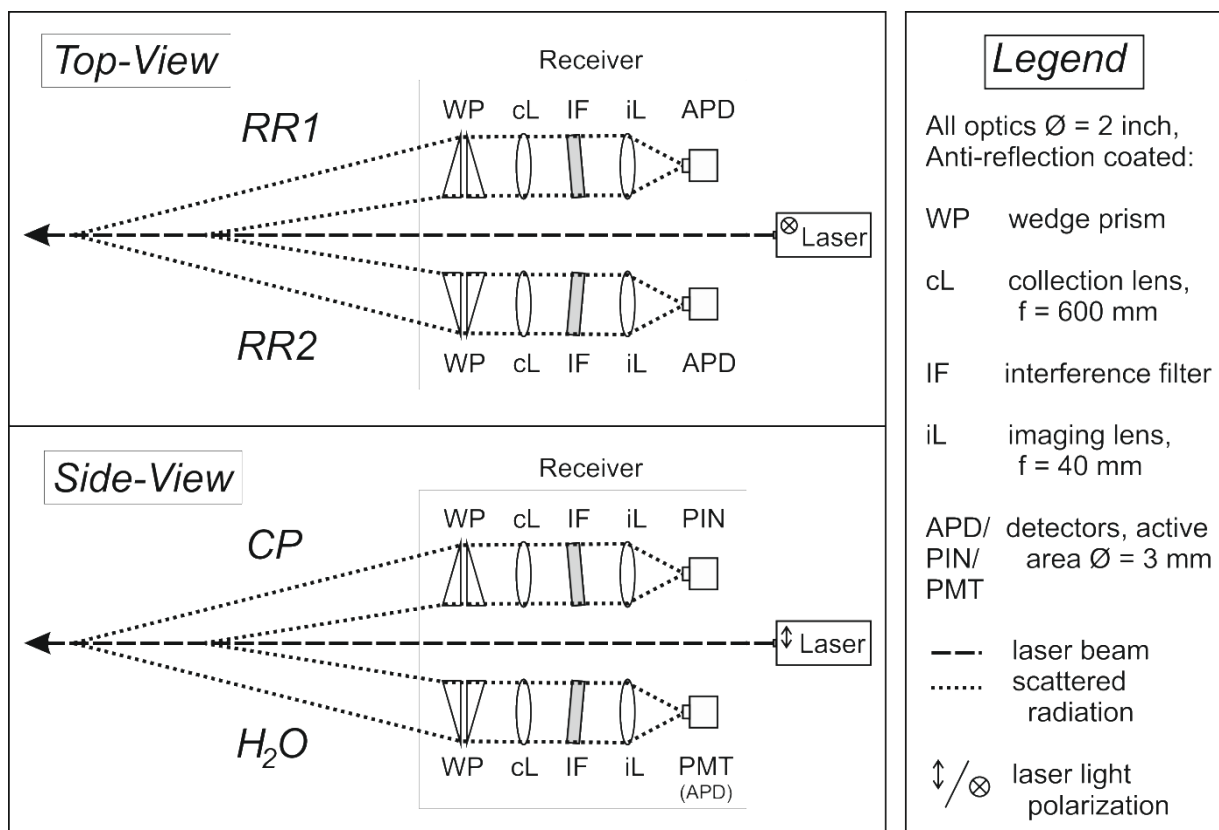 Top-View
Receiver
WP cL IF iL APD
RR1
⊗ Laser
RR2
WP cL IF iL APD
Side-View
Receiver
WP cL IF iL PIN
CP
↕ Laser
H₂O
WP cL IF iL PMT
(APD)
Legend
All optics Ø = 2 inch,
Anti-reflection coated:
WP wedge prism
cL collection lens,
f = 600 mm
IF interference filter
iL imaging lens,
f = 40 mm
APD/ detectors, active
PIN/ area Ø = 3 mm
PMT
laser beam
scattered
radiation
↕/⊗ laser light
polarization